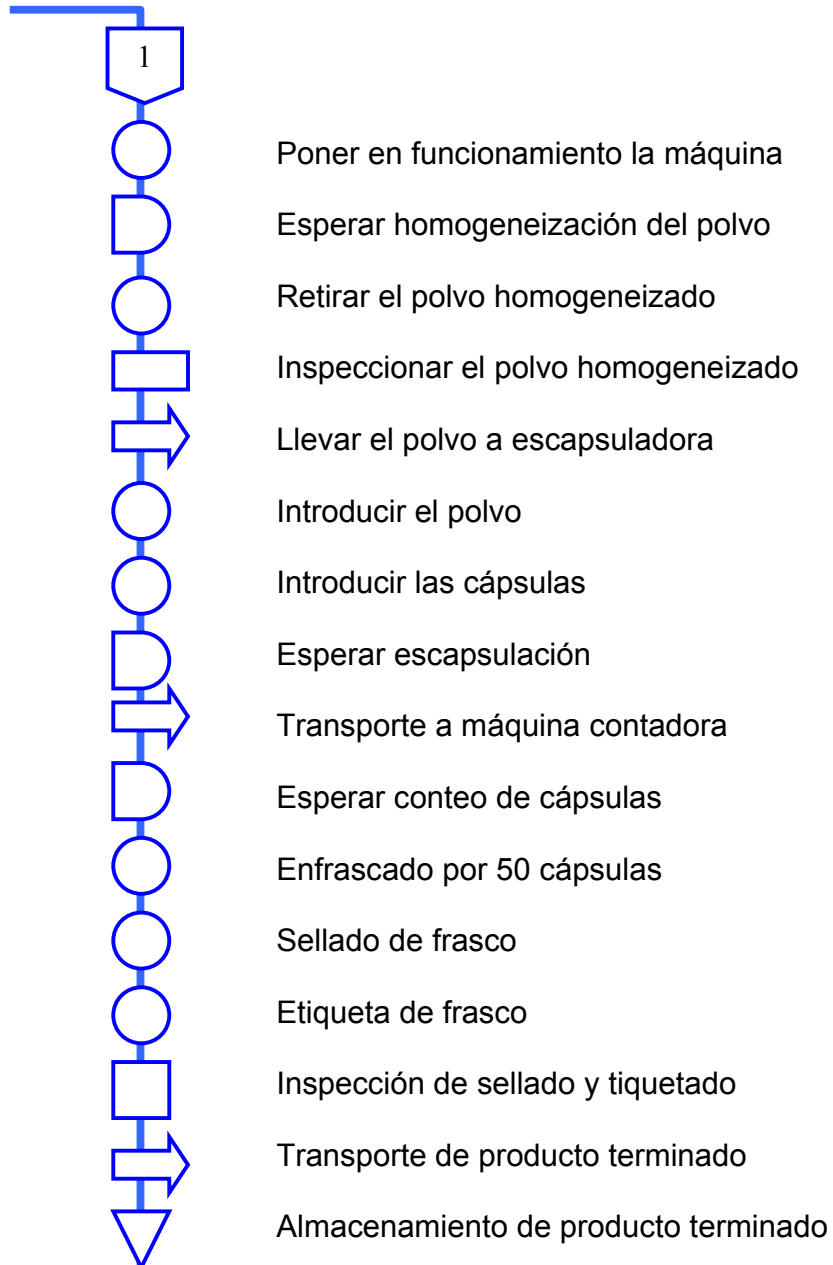 1
Poner en funcionamiento la máquina
Esperar homogeneización del polvo
Retirar el polvo homogeneizado
Inspeccionar el polvo homogeneizado
Llevar el polvo a escapsuladora
Introducir el polvo
Introducir las cápsulas
Esperar escapsulación
Transporte a máquina contadora
Esperar conteo de cápsulas
Enfrascado por 50 cápsulas
Sellado de frasco
Etiqueta de frasco
Inspección de sellado y tiquetado
Transporte de producto terminado
Almacenamiento de producto terminado